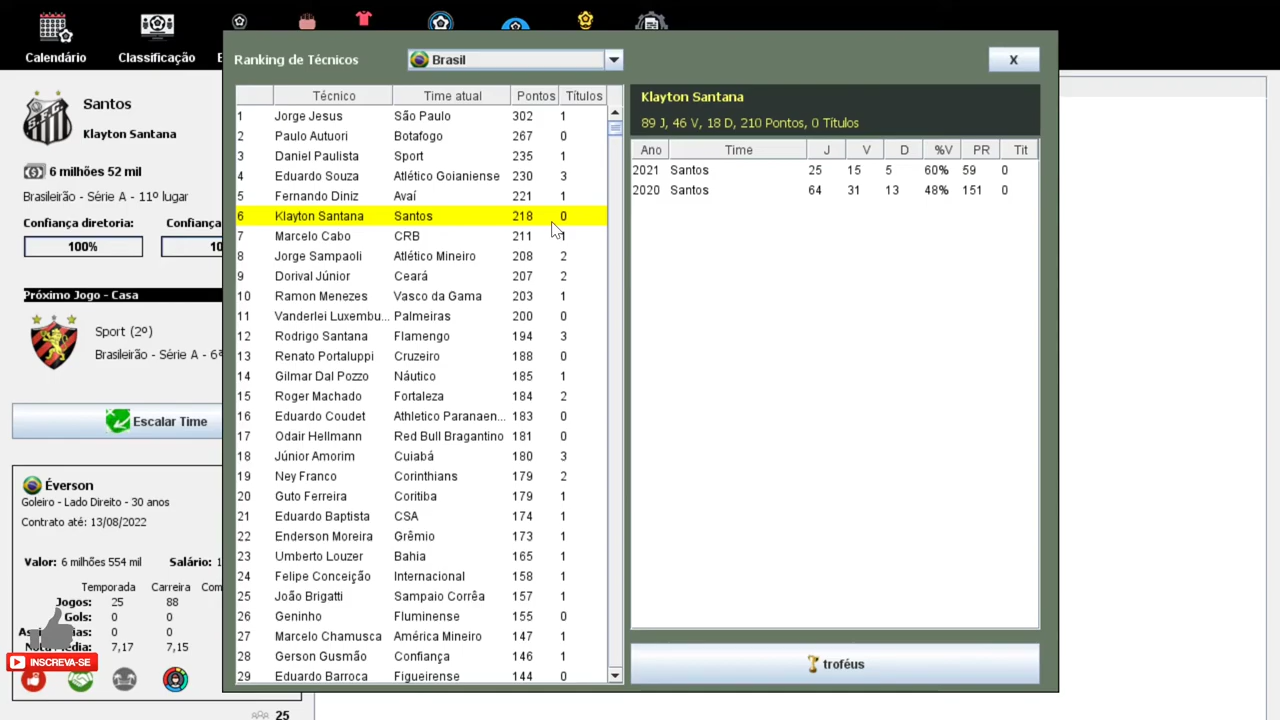 Calendário
Classificação
Santos
Klayton Santana
6 milhões 52 mil
Brasileirão - Série A - 11º lugar
Confiança diretoria:
Confiança
100%
10
Próximo Jogo - Casa
Sport (2º)
Brasileirão - Série A - 6ª
Escalar Time
Éverson
Goleiro - Lado Direito - 30 anos
Contrato até: 13/08/2022
Valor: 6 milhões 554 mil Salário: 1
Temporada Carreira Com
Jogos: 25 88
Gols: 0 0
0 0
7,17 7,15
INSCREVA-SE
25
Ranking de Técnicos
Brasil
X
Técnico Time atual Pontos Títulos
1 Jorge Jesus São Paulo 302 1
2 Paulo Autuori Botafogo 267 0
3 Daniel Paulista Sport 235 1
4 Eduardo Souza Atlético Goianiense 230 3
5 Fernando Diniz Avaí 221 1
6 Klayton Santana Santos 218 0
7 Marcelo Cabo CRB 211 1
8 Jorge Sampaoli Atlético Mineiro 208 2
9 Dorival Júnior Ceará 207 2
10 Ramon Menezes Vasco da Gama 203 1
11 Vanderlei Luxembu... Palmeiras 200 0
12 Rodrigo Santana Flamengo 194 3
13 Renato Portaluppi Cruzeiro 188 0
14 Gilmar Dal Pozzo Náutico 185 1
15 Roger Machado Fortaleza 184 2
16 Eduardo Coudet Athletico Paranaen... 183 0
17 Odair Hellmann Red Bull Bragantino 181 0
18 Júnior Amorim Cuiabá 180 3
19 Ney Franco Corinthians 179 2
20 Guto Ferreira Coritiba 179 1
21 Eduardo Baptista CSA 174 1
22 Enderson Moreira Grêmio 173 1
23 Umberto Louzer Bahia 165 1
24 Felipe Conceição Internacional 158 1
25 João Brigatti Sampaio Corrêa 157 1
26 Geninho Fluminense 155 0
27 Marcelo Chamusca América Mineiro 147 1
28 Gerson Gusmão Confiança 146 1
29 Eduardo Barroca Figueirense 144 0
Klayton Santana
89 J, 46 V, 18 D, 210 Pontos, 0 Títulos
Ano Time J V D %V PR Tit
2021 Santos 25 15 5 60% 59 0
2020 Santos 64 31 13 48% 151 0
troféus